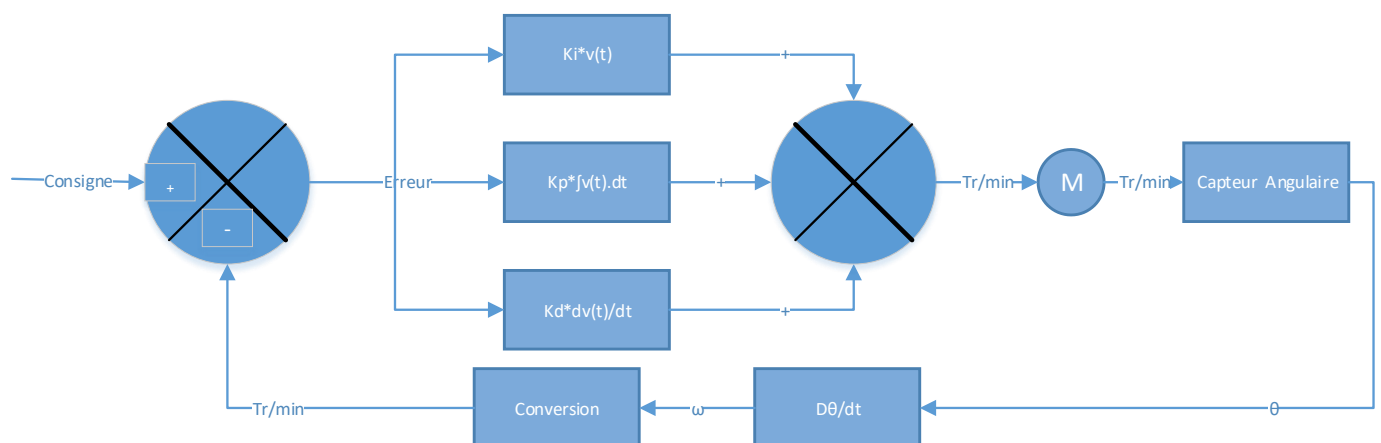 Ki*v(t)
+
Consigne
+
-
Erreur
Kp*∫v(t).dt
+
Tr/min
M
Tr/min
Capteur Angulaire
Kd*dv(t)/dt
+
Tr/min
Conversion
ω
Dθ/dt
θ